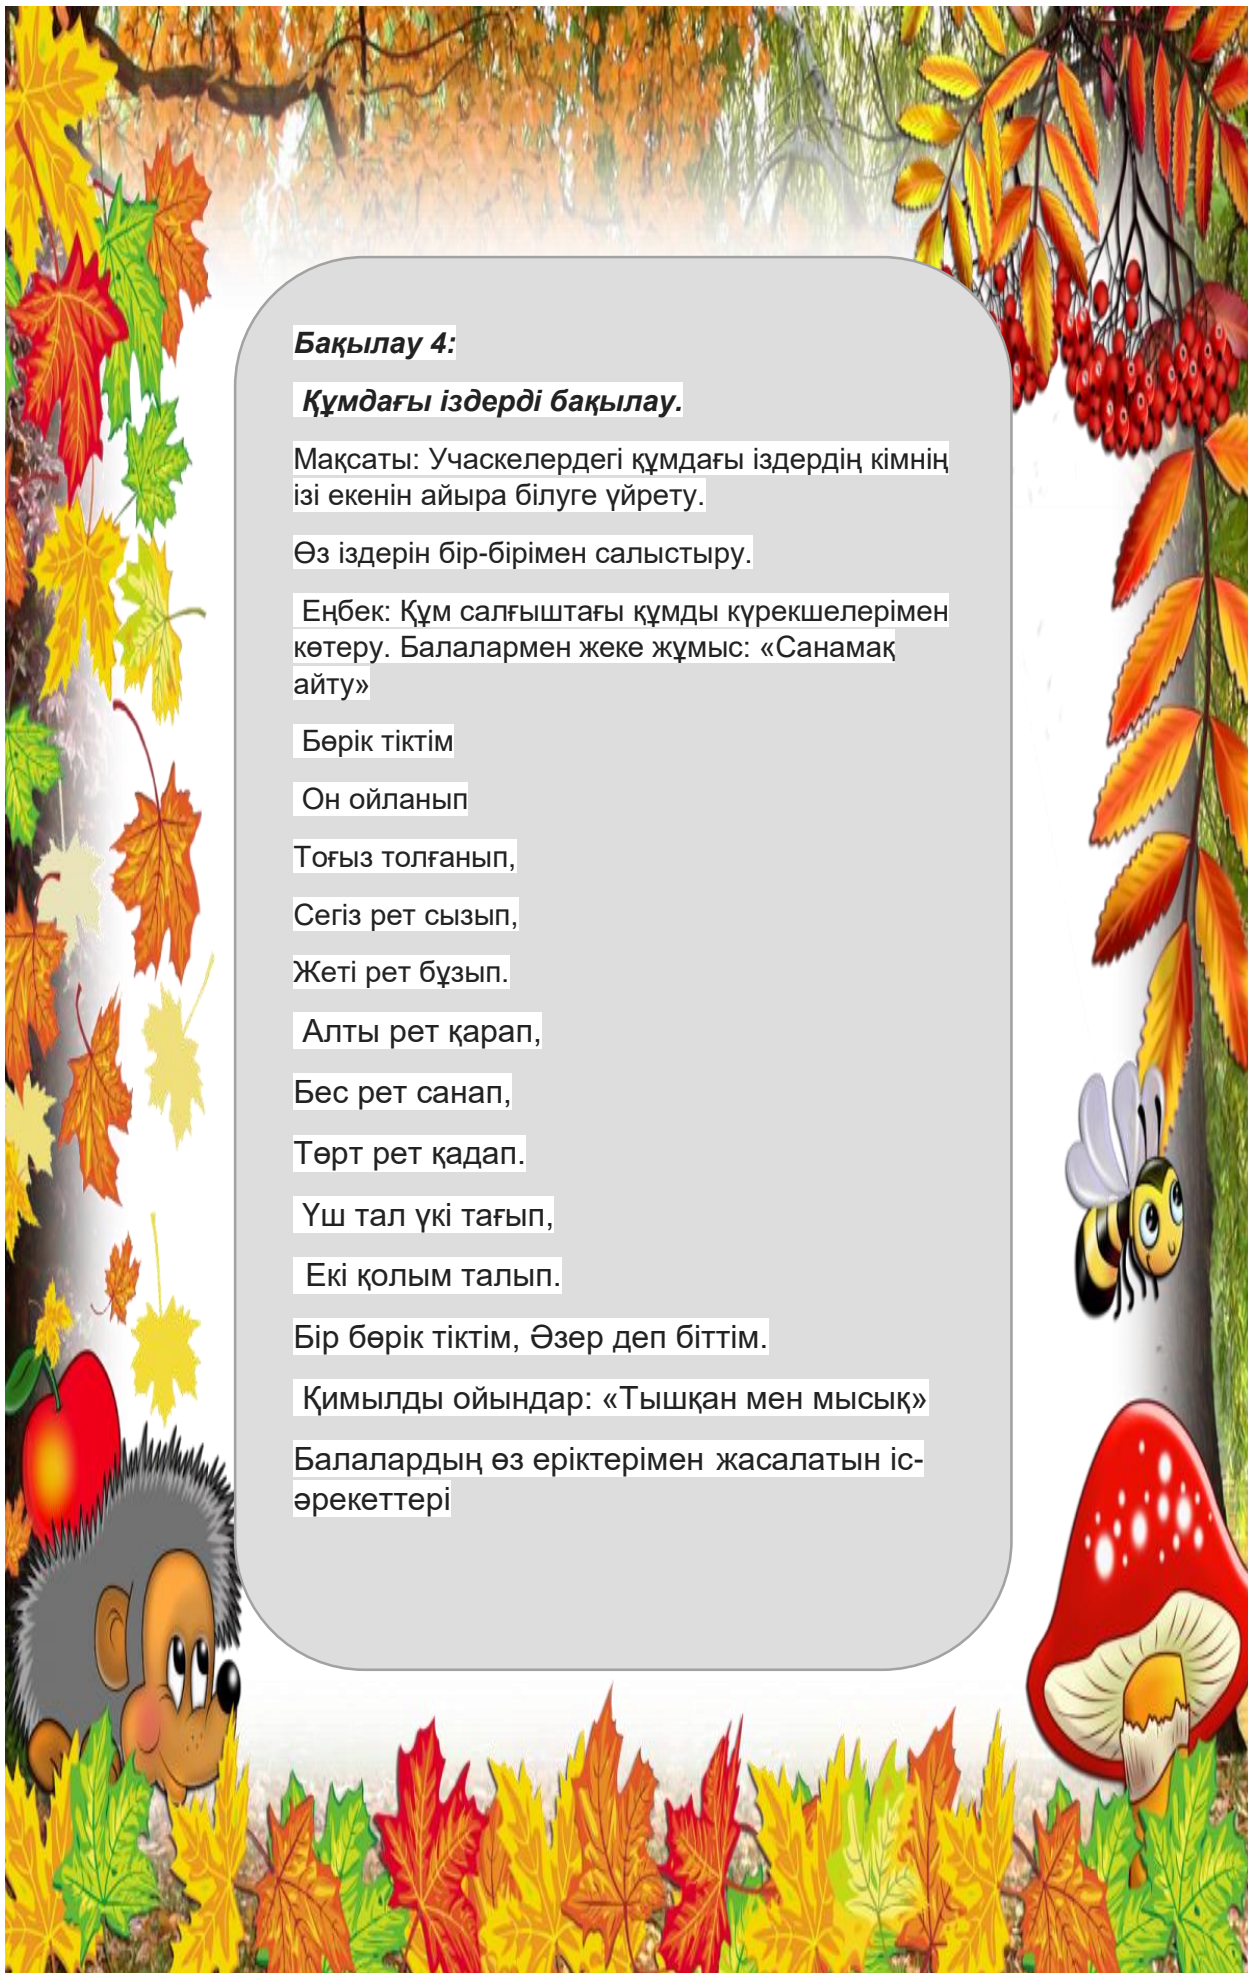 Бақылау 4:
Құмдағы іздерді бақылау.
Мақсаты: Учаскелердегі құмдағы іздердің кімнің
ізі екенін айыра білуге үйрету.
Өз іздерін бір-бірімен салыстыру.
Еңбек: Құм салғыштағы құмды күрекшелерімен
көтеру. Балалармен жеке жұмыс: «Санамақ
айту»
Бөрік тіктім
Он ойланып
Тоғыз толғанып,
Сегіз рет сызып,
Жеті рет бұзып.
Алты рет қарап,
Бес рет санап,
Төрт рет қадап.
Үш тал үкі тағып,
Екі қолым талып.
Бір бөрік тіктім, Әзер деп біттім.
Қимылды ойындар: «Тышқан мен мысық»
Балалардың өз еріктерімен жасалатын іс-
әрекеттері